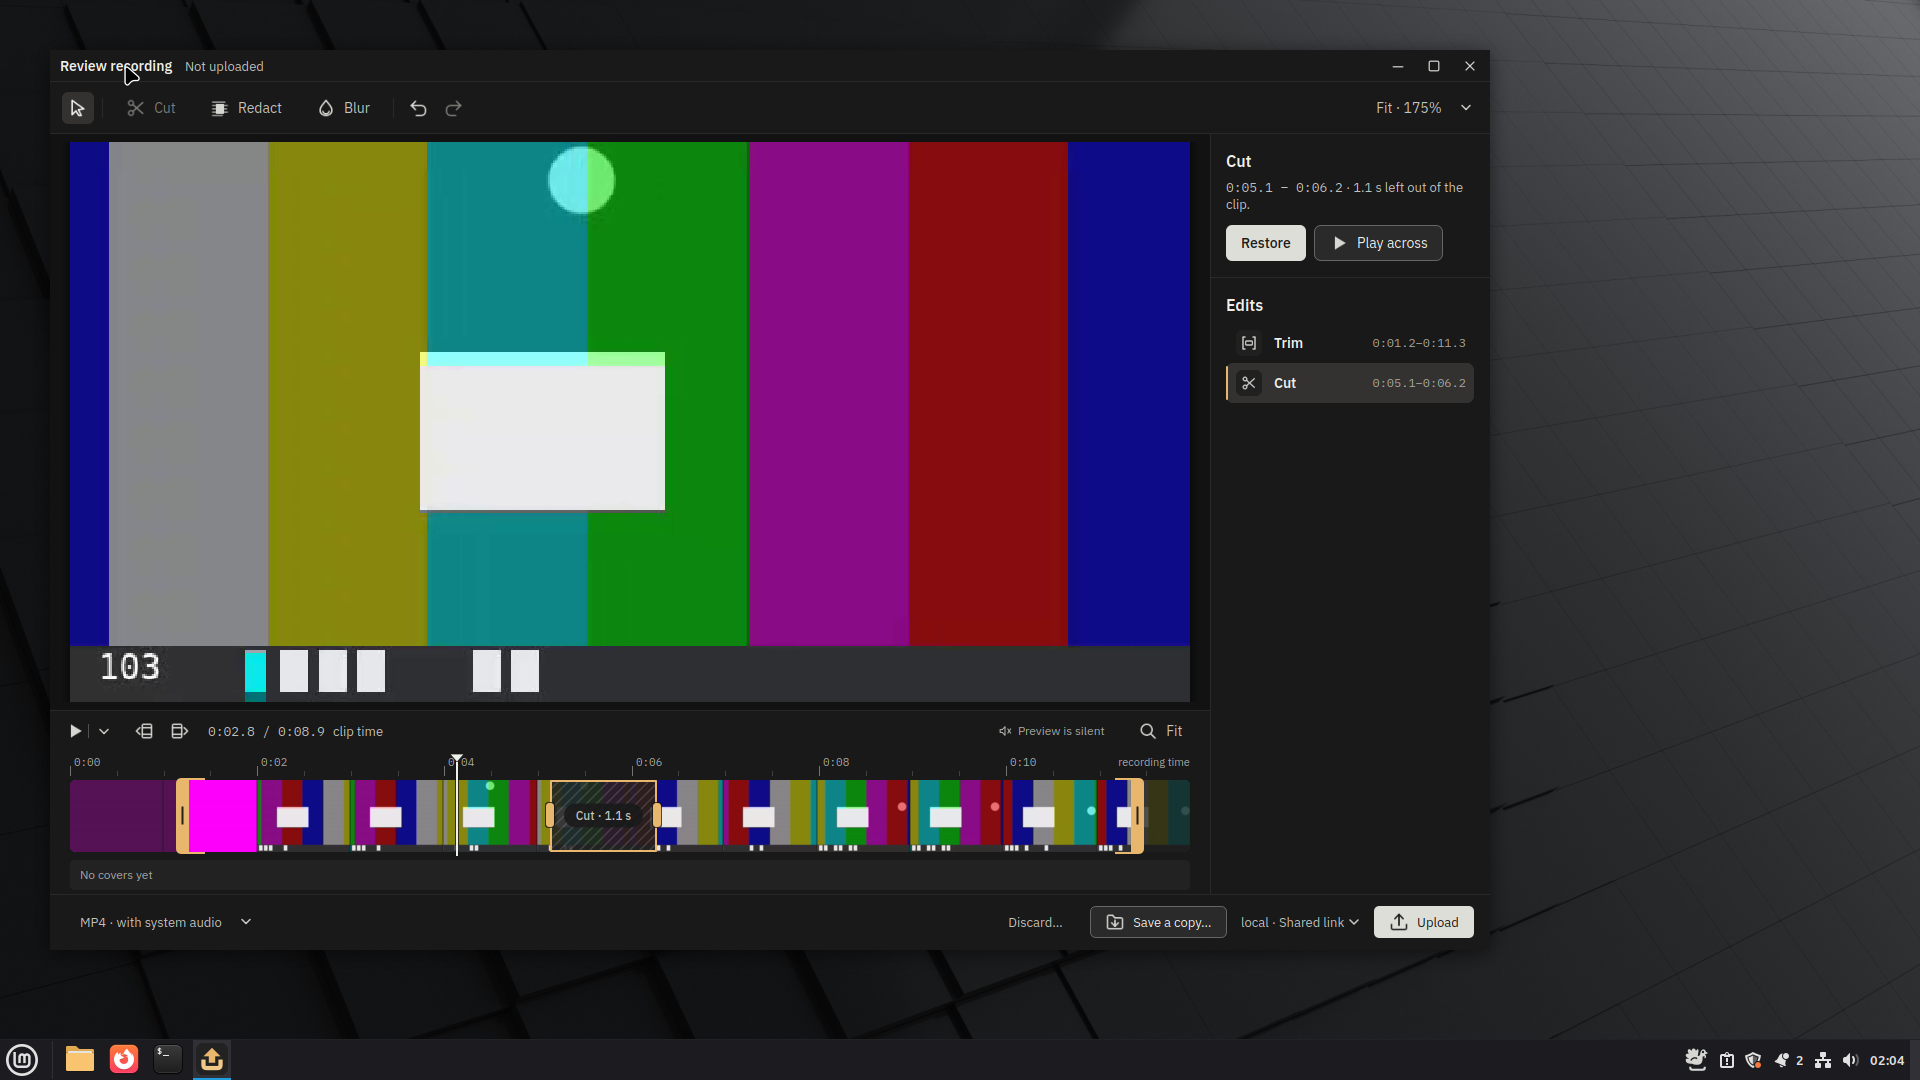 Review recording Not uploaded
Cut Redact Blur Fit · 175%
Cut
0:05.1 – 0:06.2 · 1.1 s left out of the
clip.
Restore Play across
Edits
Trim 0:01.2–0:11.3
Cut 0:05.1–0:06.2
103
0:02.8 / 0:08.9 clip time Preview is silent Fit
0:00 0:02 0:04 0:06 0:08 0:10 recording time
Cut · 1.1 s
No covers yet
MP4 · with system audio Discard... Save a copy... local · Shared link Upload
$_ 2 02:04